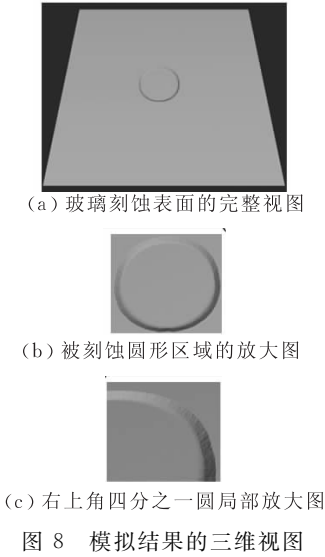 (a)玻璃刻蚀表面的完整视图
(b)被刻蚀圆形区域的放大图
(c)右上角四分之一圆局部放大图
图 8 模拟结果的三维视图